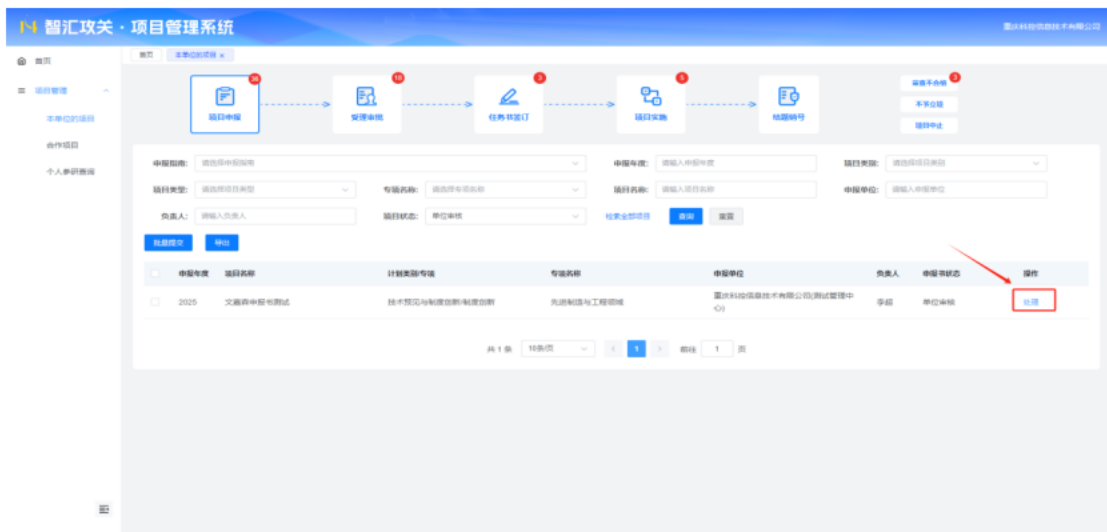 智汇攻关·项目管理系统
重庆科控信息技术有限公司
首页
项目管理
本单位的项目
合作项目
个人参研查询
首页 本单位的项目 ×
项目申报 36
受理审批 18
任务书签订 3
项目实施 5
结题销号
审查不合格 3
不予立项
项目中止
申报指南: 请选择申报指南 申报年度: 请输入申报年度 项目类别: 请选择项目类别
项目类型: 请选择项目类型 专项名称: 请选择专项名称 项目名称: 请输入项目名称 申报单位: 请输入申报单位
负责人: 请输入负责人 项目状态: 单位审核 检索全部项目 查询 重置
批量提交 导出
申报年度 项目名称 计划类别/专项 专项名称 申报单位 负责人 申报书状态 操作
2025 文嘉森申报书测试 技术预见与制度创新/制度创新 先进制造与工程领域 重庆科控信息技术有限公司(测试管理中心) 李超 单位审核 处理
共 1 条 10条/页 < 1 > 前往 1 页